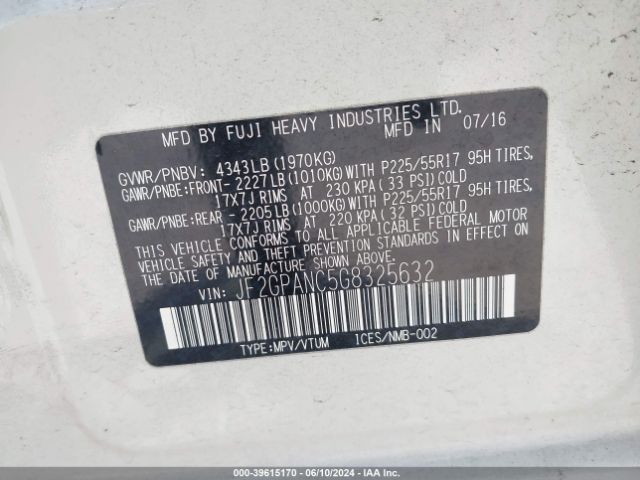 MFD BY FUJI HEAVY INDUSTRIES LTD.
MFD IN 07/16
GVWR/PNBV: 4343LB(1970KG)
GAWR/PNBE:FRONT-2227LB(1010KG)WITH P225/55R17 95H TIRES,
17X7J RIMS AT 230 KPA(33 PSI)COLD
GAWR/PNBE:REAR -2205LB(1000KG)WITH P225/55R17 95H TIRES,
17X7J RIMS AT 220 KPA(32 PSI)COLD
THIS VEHICLE CONFORMS TO ALL APPLICABLE FEDERAL MOTOR
VEHICLE SAFETY AND THEFT PREVENTION STANDARDS IN EFFECT
ON THE DATE OF MANUFACTURE SHOWN ABOVE.
VIN: JF2GPANC5G8325632
TYPE:MPV/VTUM ICES/NMB-002
000-39615170 - 06/10/2024 - IAA Inc.